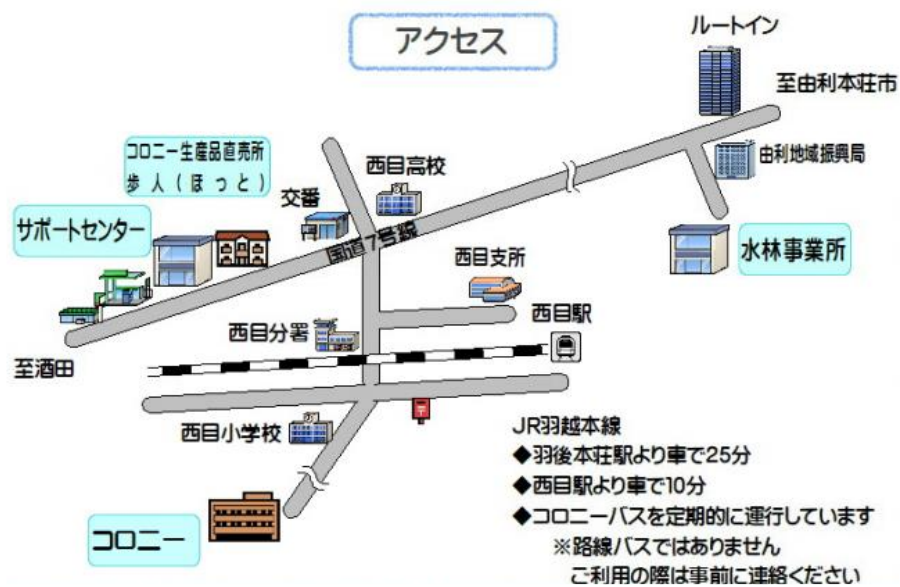 アクセス
ルートイン
至由利本荘市
コロニー生産品直売所
歩人(ほっと)
西目高校
交番
由利地域振興局
サポートセンター
国道7号線
水林事業所
西目支所
西目分署
西目駅
至酒田
西目小学校
〒
JR羽越本線
◆羽後本荘駅より車で25分
◆西目駅より車で10分
◆コロニーバスを定期的に運行しています
※路線バスではありません
ご利用の際は事前に連絡ください
コロニー